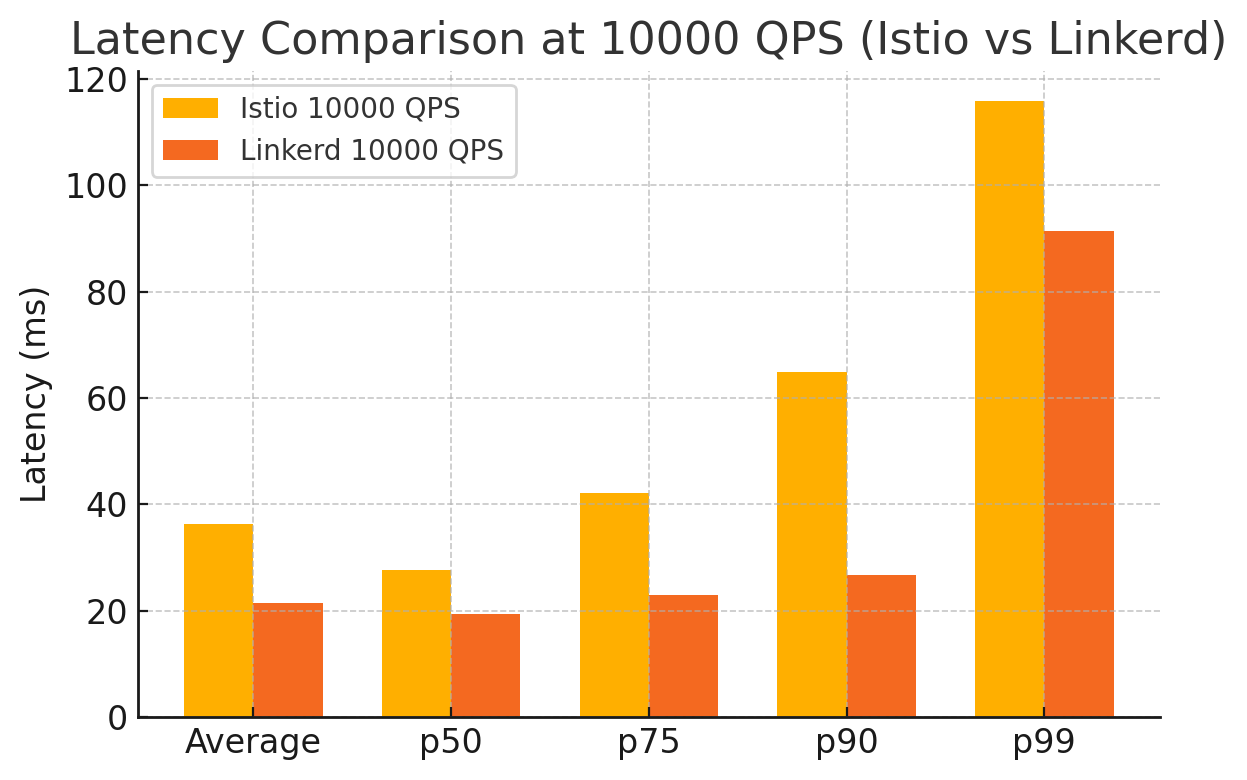 Latency Comparison at 10000 QPS (Istio vs Linkerd)
Istio 10000 QPS
Linkerd 10000 QPS
Latency (ms)
120
100
80
60
40
20
0
Average p50 p75 p90 p99